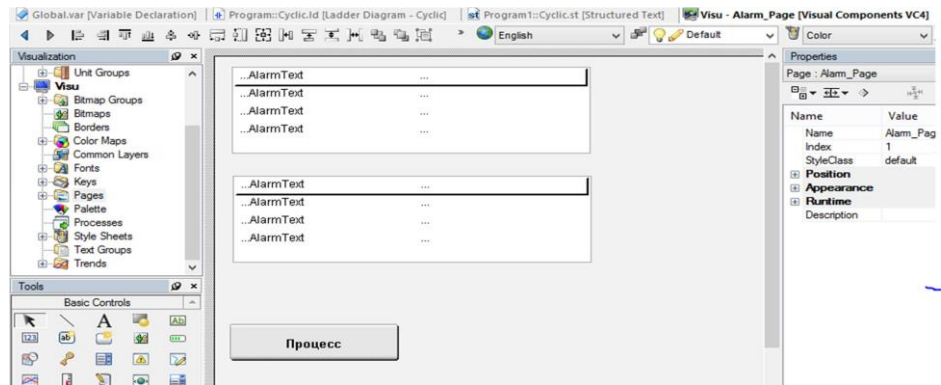 Global.var [Variable Declaration]
Program::Cyclic.ld [Ladder Diagram - Cyclic]
Program1::Cyclic.st [Structured Text]
Visu - Alarm_Page [Visual Components VC4]
English
Default
Color
Visualization
Unit Groups
Visu
Bitmap Groups
Bitmaps
Borders
Color Maps
Common Layers
Fonts
Keys
Pages
Palette
Processes
Style Sheets
Text Groups
Trends
Tools
Basic Controls
...AlarmText ...
...AlarmText ...
...AlarmText ...
...AlarmText ...
...AlarmText ...
...AlarmText ...
...AlarmText ...
...AlarmText ...
Процесс
Properties
Page : Alarm_Page
Name Value
Name Alarm_Pag
Index 1
StyleClass default
Position
Appearance
Runtime
Description